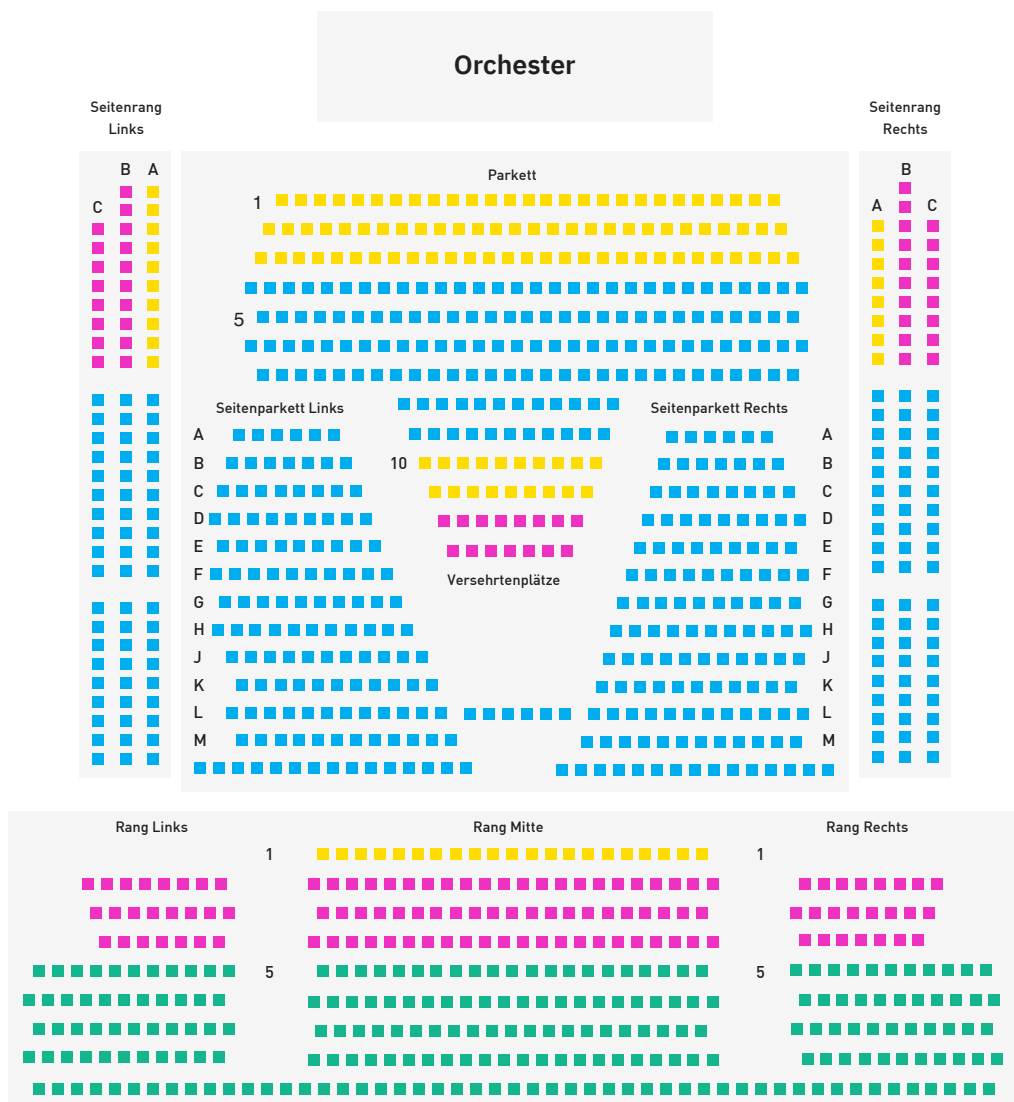 Orchester
Seitenrang
Links
Seitenrang
Rechts
B A
C
Parkett
B
A C
1
5
Seitenparkett Links
Seitenparkett Rechts
A A
B 10 B
C C
D D
E E
F F
Versehrtenplätze
G G
H H
J J
K K
L L
M M
Rang Links
Rang Mitte
Rang Rechts
1 1
5 5